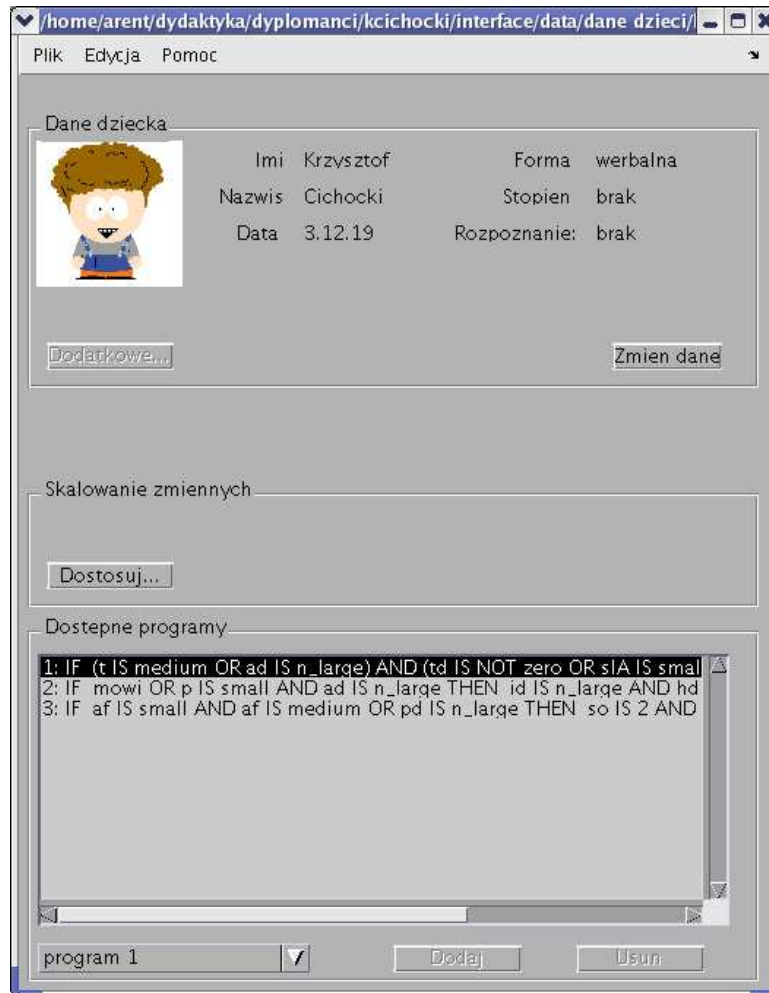 /home/arent/dydaktyka/dyplomanci/kcichocki/interface/data/dane dzieci/
Plik Edycja Pomoc
Dane dziecka
Imi Krzysztof Forma werbalna
Nazwis Cichocki Stopien brak
Data 3.12.19 Rozpoznanie: brak
Dodatkowe... Zmien dane
Skalowanie zmiennych
Dostosuj...
Dostepne programy
1: IF (t IS medium OR ad IS n_large) AND (td IS NOT zero OR slA IS smal
2: IF mowi OR p IS small AND ad IS n_large THEN id IS n_large AND hd
3: IF af IS small AND af IS medium OR pd IS n_large THEN so IS 2 AND
program 1 Dodaj Usun